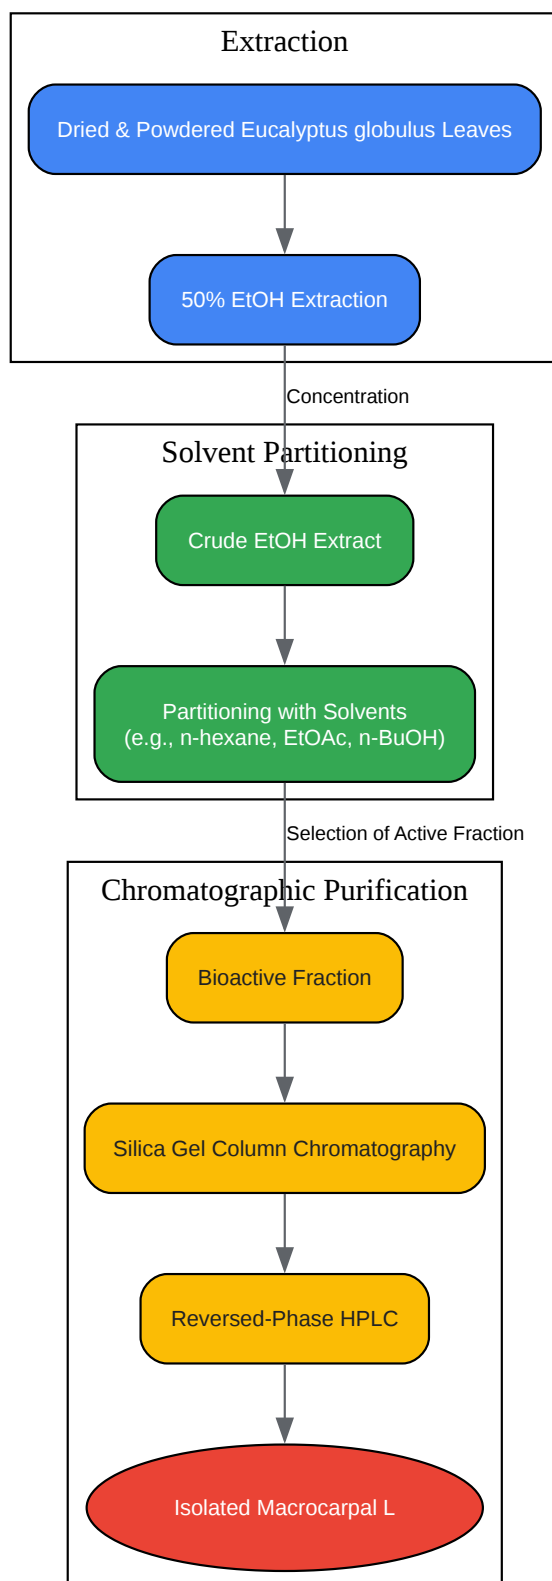 Extraction
Dried & Powdered Eucalyptus globulus Leaves
50% EtOH Extraction
Concentration
Solvent Partitioning
Crude EtOH Extract
Partitioning with Solvents
(e.g., n-hexane, EtOAc, n-BuOH)
Selection of Active Fraction
Chromatographic Purification
Bioactive Fraction
Silica Gel Column Chromatography
Reversed-Phase HPLC
Isolated Macrocarpal L